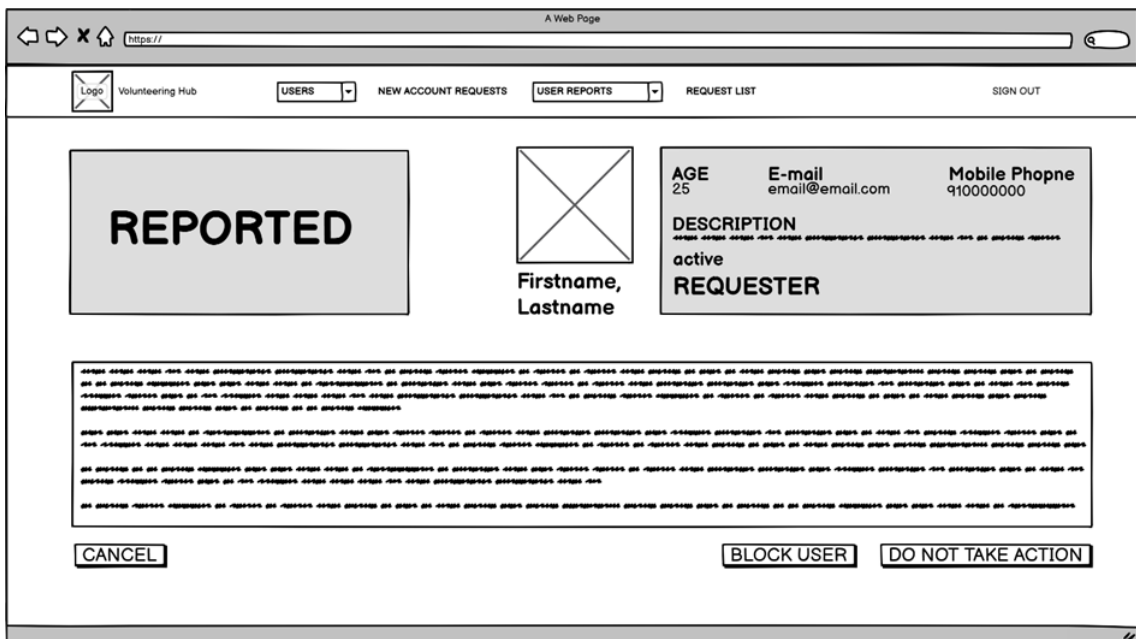 A Web Page
https://
Logo
Volunteering Hub
USERS
NEW ACCOUNT REQUESTS
USER REPORTS
REQUEST LIST
SIGN OUT
REPORTED
Firstname,
Lastname
AGE
25
E-mail
email@email.com
Mobile Phopne
910000000
DESCRIPTION
active
REQUESTER
CANCEL
BLOCK USER
DO NOT TAKE ACTION